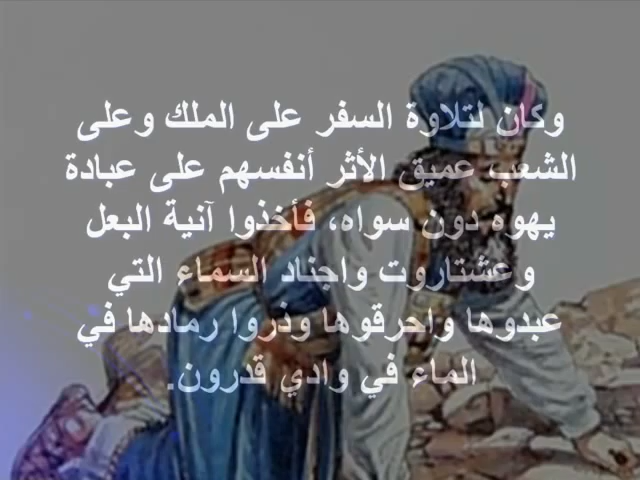 وكان لتلاوة السفر على الملك وعلى
الشعب عميق الأثر أنفسهم على عبادة
يهوه دون سواه، فأخذوا آنية البعل
وعشتاروت واجناد السماء التي
عبدوها واحرقوها وذروا رمادها في
الماء في وادي قدرون.